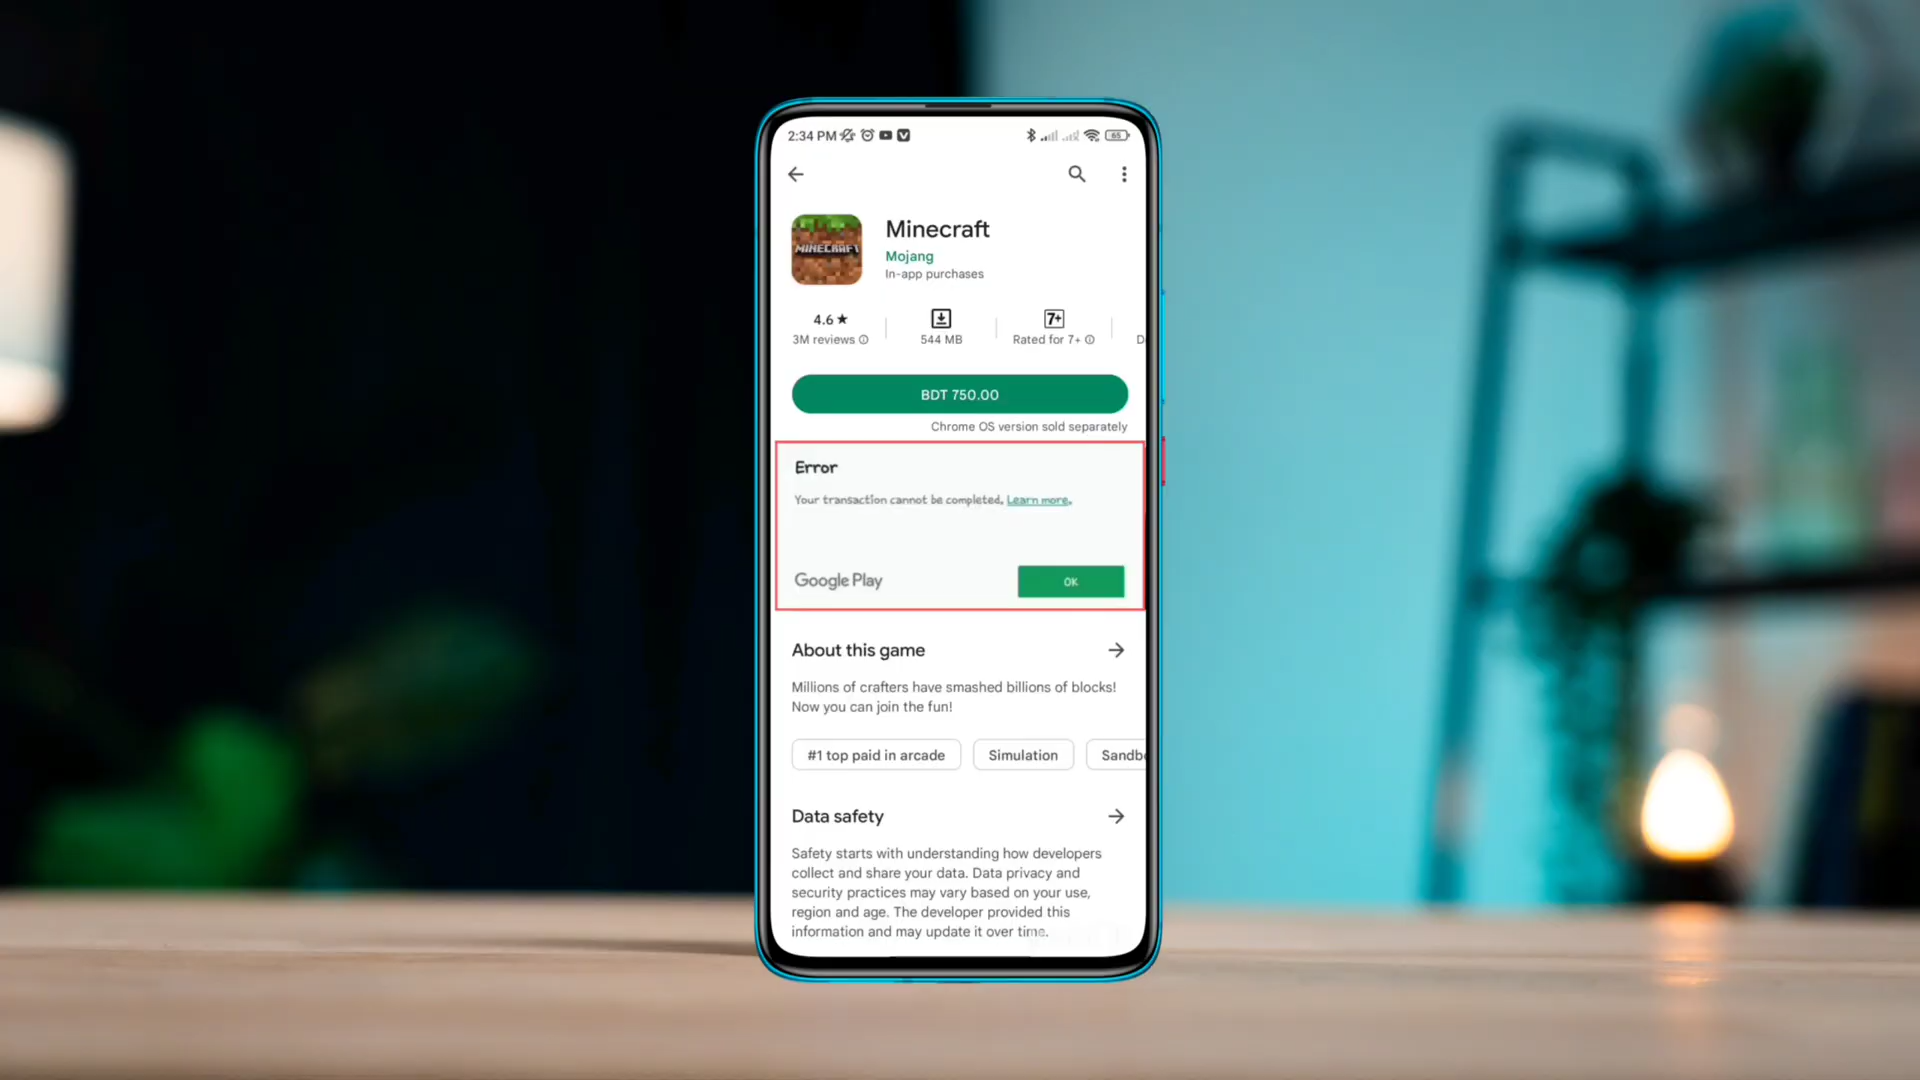 2:34 PM
65
Minecraft
Mojang
In-app purchases
MINECRAFT
4.6 ★
3M reviews
544 MB
7+
Rated for 7+
D
BDT 750.00
Chrome OS version sold separately
Error
Your transaction cannot be completed. Learn more.
Google Play
OK
About this game
Millions of crafters have smashed billions of blocks!
Now you can join the fun!
#1 top paid in arcade
Simulation
Sandbo
Data safety
Safety starts with understanding how developers
collect and share your data. Data privacy and
security practices may vary based on your use,
region and age. The developer provided this
information and may update it over time.